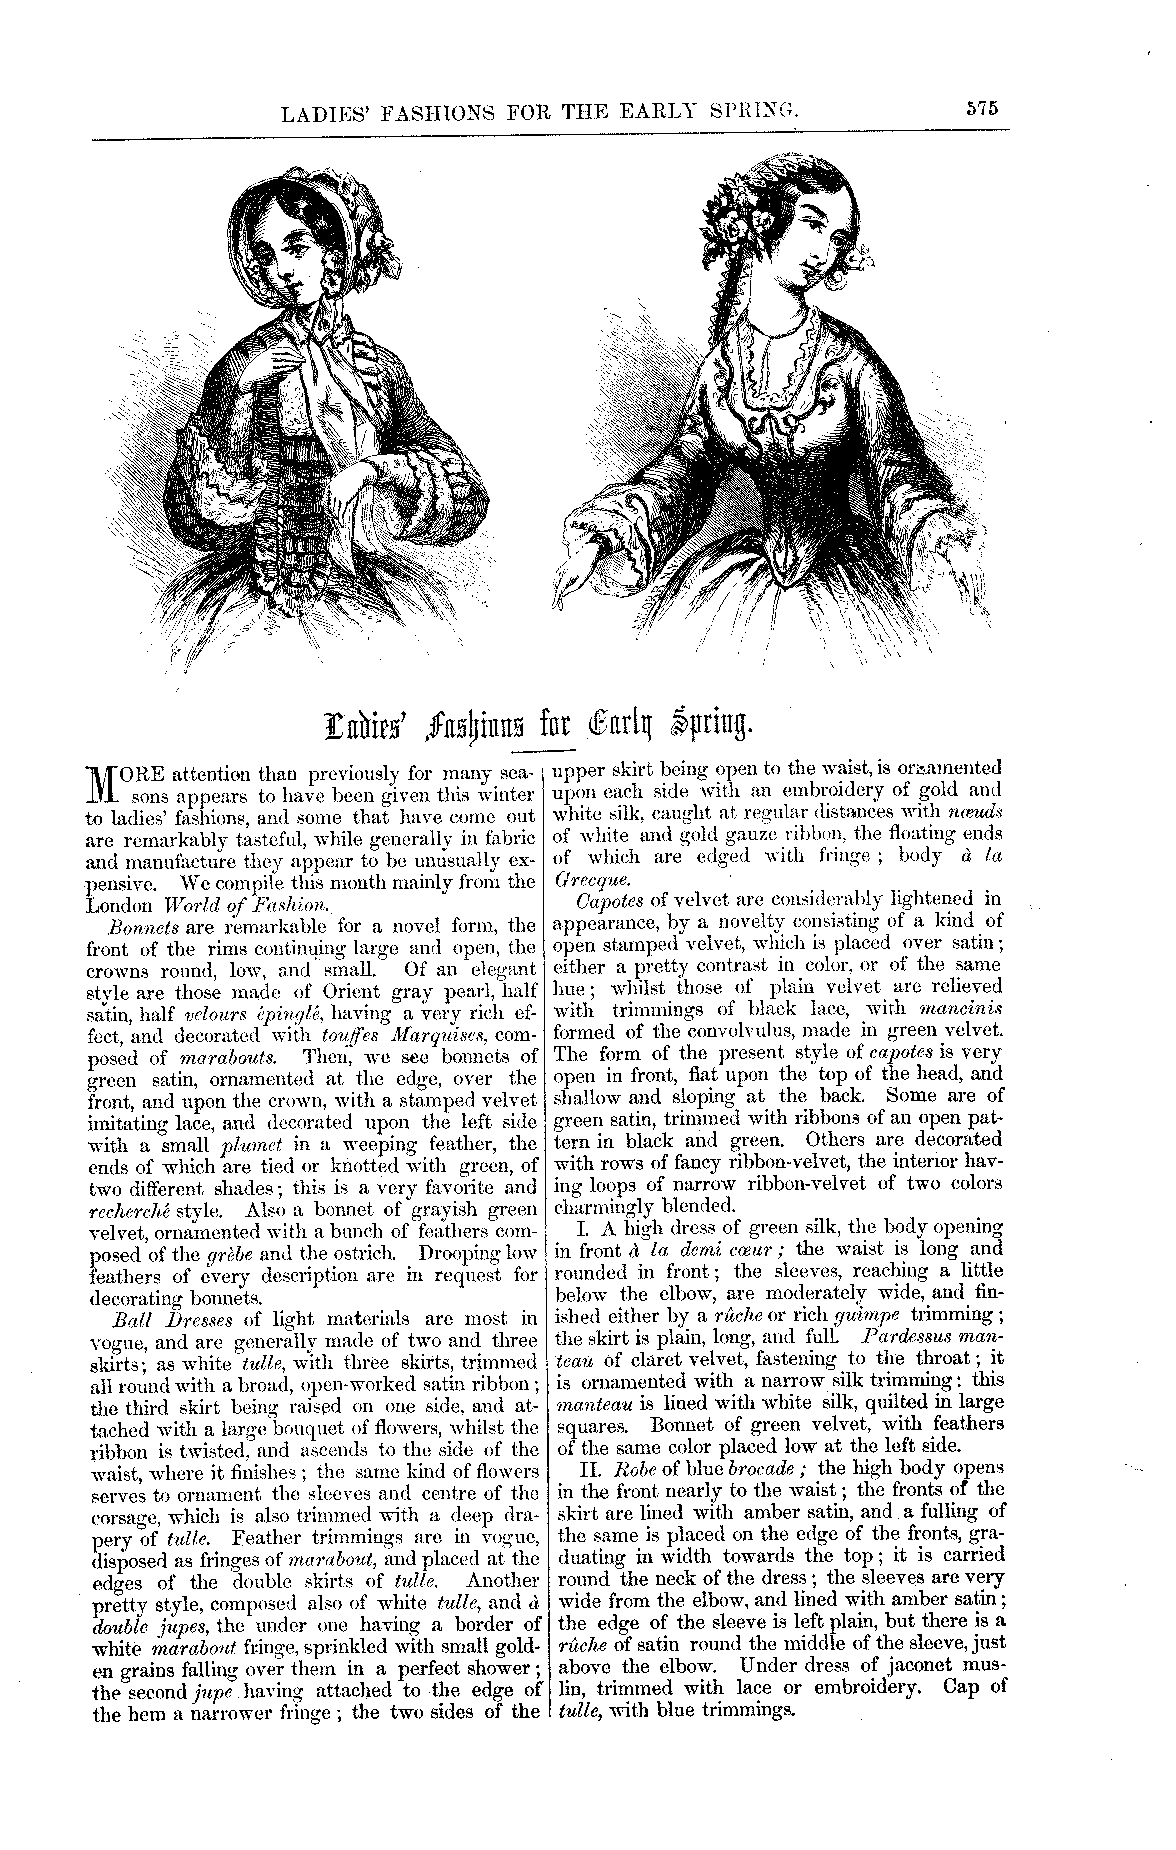 LADIES' FASHIONS FOR THE EARLY SPRING. 575
Ladies' Fashions for Early Spring.
MORE attention than previously for many sea-
sons appears to have been given this winter
to ladies' fashions, and some that have come out
are remarkably tasteful, while generally in fabric
and manufacture they appear to be unusually ex-
pensive. We compile this month mainly from the
London World of Fashion.
Bonnets are remarkable for a novel form, the
front of the rims continuing large and open, the
crowns round, low, and small. Of an elegant
style are those made of Orient gray pearl, half
satin, half velours épinglé, having a very rich ef-
fect, and decorated with touffes Marquises, com-
posed of marabouts. Then, we see bonnets of
green satin, ornamented at the edge, over the
front, and upon the crown, with a stamped velvet
imitating lace, and decorated upon the left side
with a small plumet in a weeping feather, the
ends of which are tied or knotted with green, of
two different shades; this is a very favorite and
recherché style. Also a bonnet of grayish green
velvet, ornamented with a bunch of feathers com-
posed of the grèbe and the ostrich. Drooping low
feathers of every description are in request for
decorating bonnets.
Ball Dresses of light materials are most in
vogue, and are generally made of two and three
skirts; as white tulle, with three skirts, trimmed
all round with a broad, open-worked satin ribbon;
the third skirt being raised on one side, and at-
tached with a large bouquet of flowers, whilst the
ribbon is twisted, and ascends to the side of the
waist, where it finishes; the same kind of flowers
serves to ornament the sleeves and centre of the
corsage, which is also trimmed with a deep dra-
pery of tulle. Feather trimmings are in vogue,
disposed as fringes of marabout, and placed at the
edges of the double skirts of tulle. Another
pretty style, composed also of white tulle, and à
double jupes, the under one having a border of
white marabout fringe, sprinkled with small gold-
en grains falling over them in a perfect shower;
the second jupe having attached to the edge of
the hem a narrower fringe; the two sides of the
upper skirt being open to the waist, is ornamented
upon each side with an embroidery of gold and
white silk, caught at regular distances with nœuds
of white and gold gauze ribbon, the floating ends
of which are edged with fringe; body à la
Grecque.
Capotes of velvet are considerably lightened in
appearance, by a novelty consisting of a kind of
open stamped velvet, which is placed over satin;
either a pretty contrast in color, or of the same
hue; whilst those of plain velvet are relieved
with trimmings of black lace, with mancinis
formed of the convolvulus, made in green velvet.
The form of the present style of capotes is very
open in front, flat upon the top of the head, and
shallow and sloping at the back. Some are of
green satin, trimmed with ribbons of an open pat-
tern in black and green. Others are decorated
with rows of fancy ribbon-velvet, the interior hav-
ing loops of narrow ribbon-velvet of two colors
charmingly blended.
I. A high dress of green silk, the body opening
in front à la demi cœur; the waist is long and
rounded in front; the sleeves, reaching a little
below the elbow, are moderately wide, and fin-
ished either by a rûche or rich guimpe trimming;
the skirt is plain, long, and full. Pardessus man-
teau of claret velvet, fastening to the throat; it
is ornamented with a narrow silk trimming; this
manteau is lined with white silk, quilted in large
squares. Bonnet of green velvet, with feathers
of the same color placed low at the left side.
II. Robe of blue brocade; the high body opens
in the front nearly to the waist; the fronts of the
skirt are lined with amber satin, and a fulling of
the same is placed on the edge of the fronts, gra-
duating in width towards the top; it is carried
round the neck of the dress; the sleeves are very
wide from the elbow, and lined with amber satin;
the edge of the sleeve is left plain, but there is a
rûche of satin round the middle of the sleeve, just
above the elbow. Under dress of jaconet mus-
lin, trimmed with lace or embroidery. Cap of
tulle, with blue trimmings.